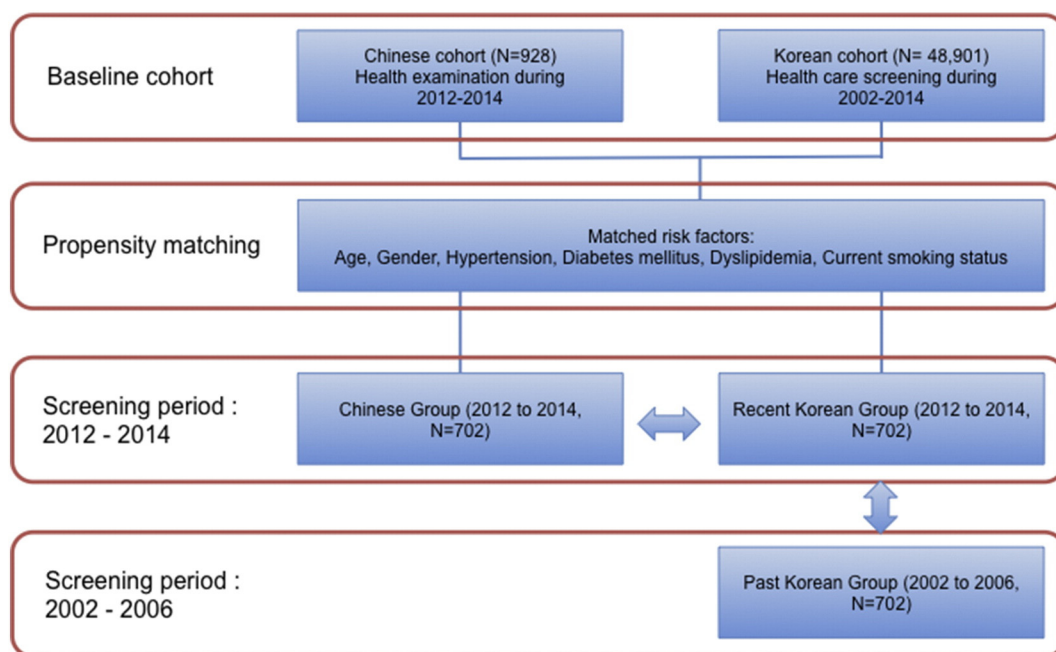 Baseline cohort
Chinese cohort (N=928)
Health examination during
2012-2014
Korean cohort (N= 48,901)
Health care screening during
2002-2014
Propensity matching
Matched risk factors:
Age, Gender, Hypertension, Diabetes mellitus, Dyslipidemia, Current smoking status
Screening period :
2012 - 2014
Chinese Group (2012 to 2014,
N=702)
Recent Korean Group (2012 to 2014,
N=702)
Screening period :
2002 - 2006
Past Korean Group (2002 to 2006,
N=702)